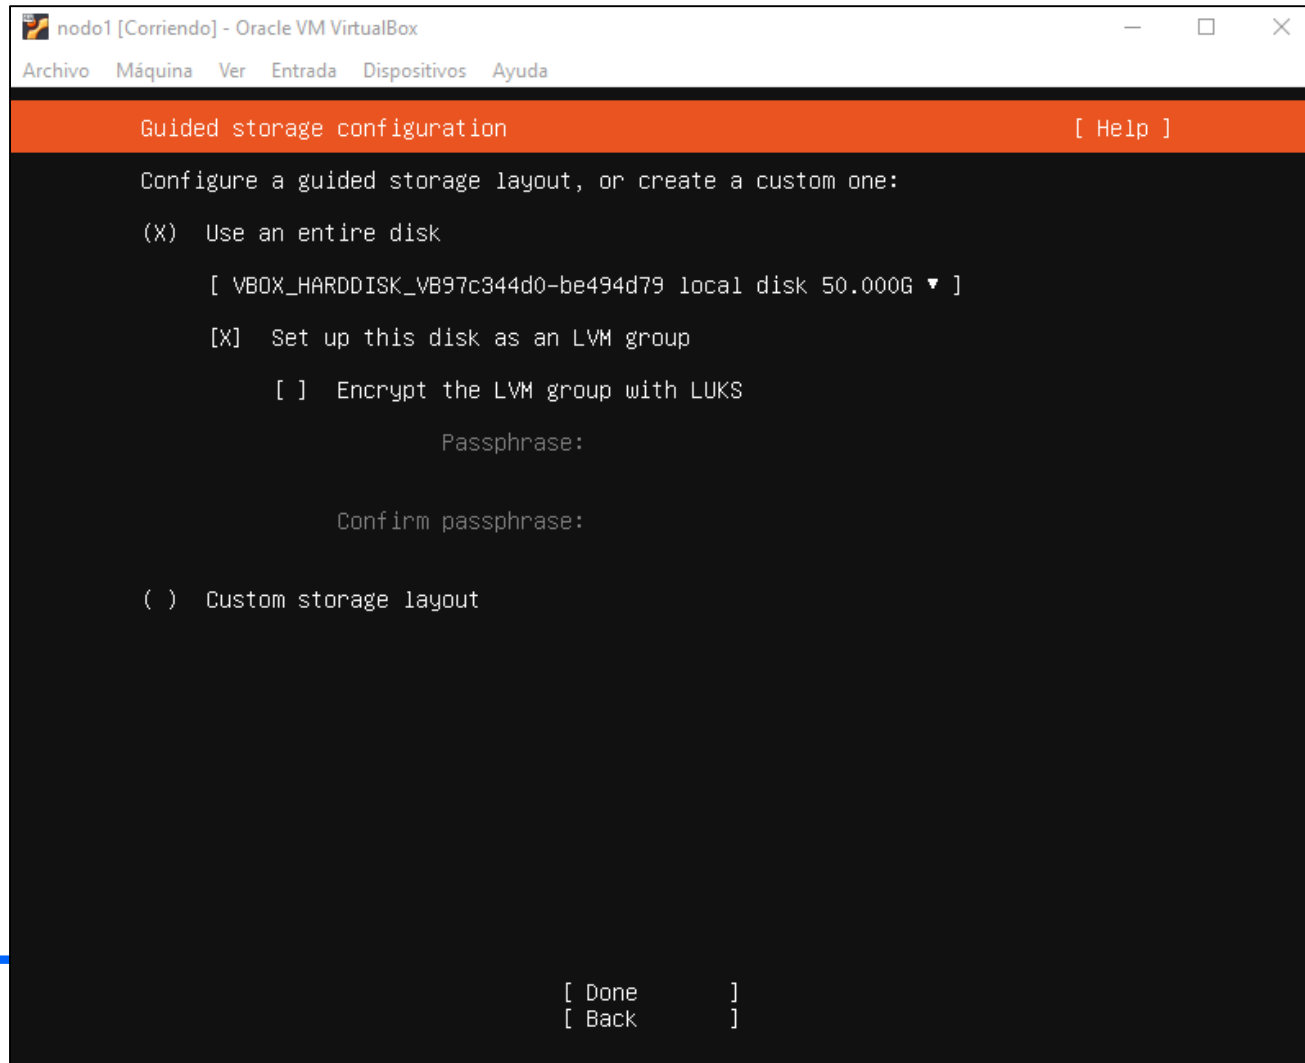 nodo1 [Corriendo] - Oracle VM VirtualBox
Archivo Máquina Ver Entrada Dispositivos Ayuda
Guided storage configuration [ Help ]
Configure a guided storage layout, or create a custom one:
(X) Use an entire disk
[ VBOX_HARDDISK_VB97c344d0-be494d79 local disk 50.000G ▾ ]
[X] Set up this disk as an LVM group
[ ] Encrypt the LVM group with LUKS
Passphrase:
Confirm passphrase:
( ) Custom storage layout
[ Done ]
[ Back ]